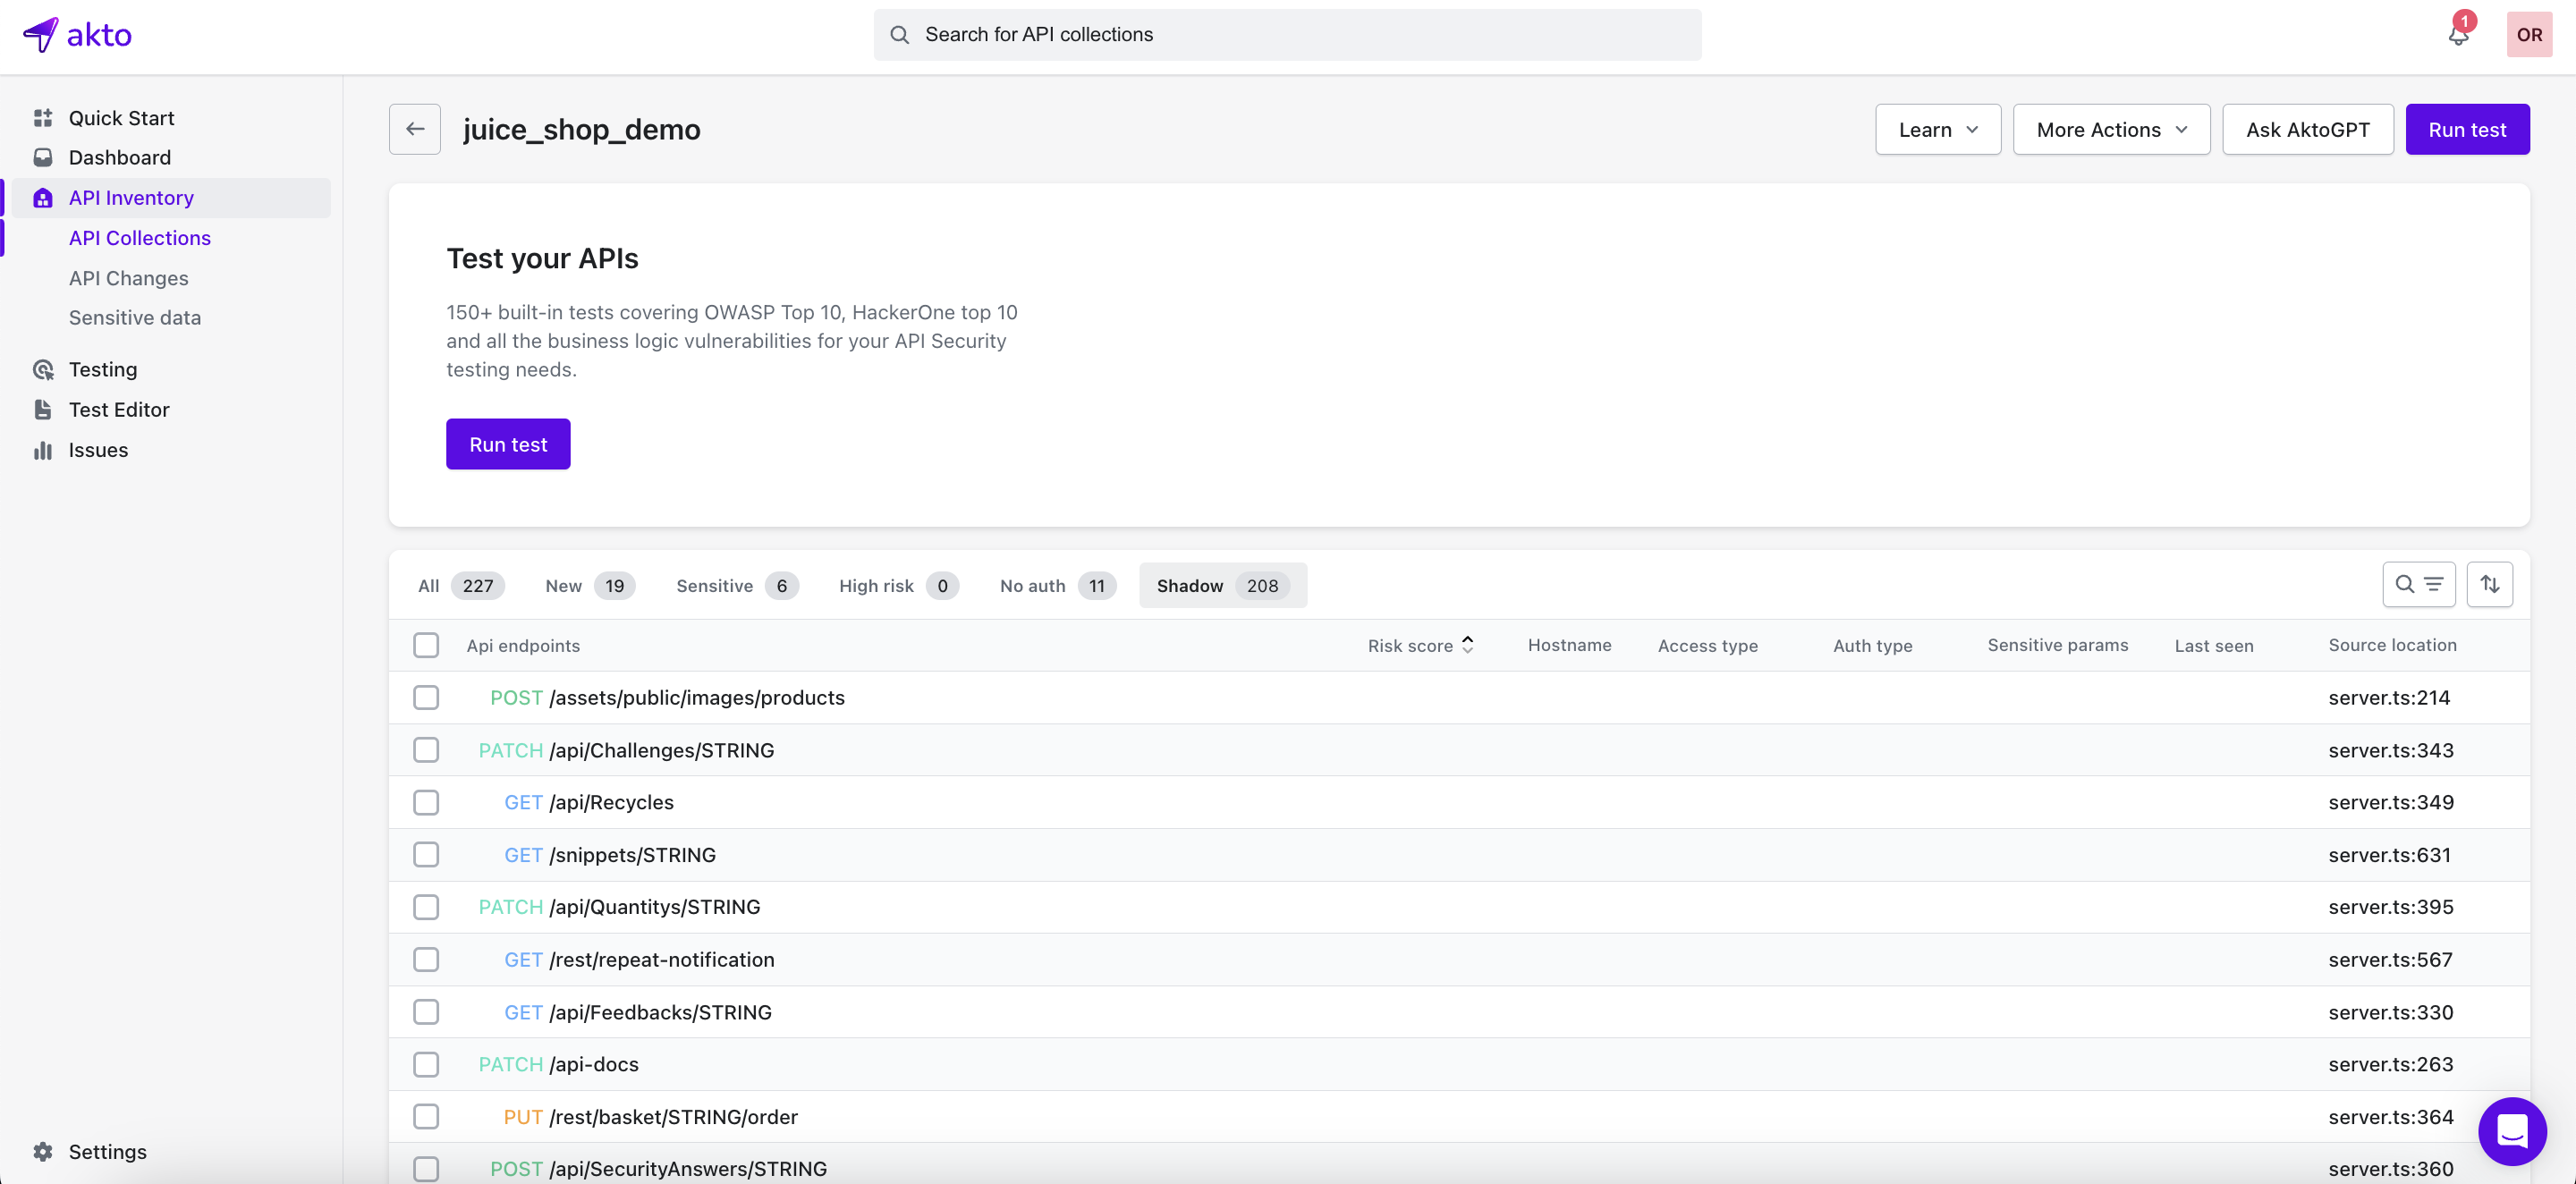 akto
Search for API collections
1
OR
Quick Start
Dashboard
API Inventory
API Collections
API Changes
Sensitive data
Testing
Test Editor
Issues
Settings
juice_shop_demo
Learn
More Actions
Ask AktoGPT
Run test
Test your APIs
150+ built-in tests covering OWASP Top 10, HackerOne top 10
and all the business logic vulnerabilities for your API Security
testing needs.
Run test
All 227 New 19 Sensitive 6 High risk 0 No auth 11 Shadow 208
Api endpoints Risk score Hostname Access type Auth type Sensitive params Last seen Source location
POST /assets/public/images/products server.ts:214
PATCH /api/Challenges/STRING server.ts:343
GET /api/Recycles server.ts:349
GET /snippets/STRING server.ts:631
PATCH /api/Quantitys/STRING server.ts:395
GET /rest/repeat-notification server.ts:567
GET /api/Feedbacks/STRING server.ts:330
PATCH /api-docs server.ts:263
PUT /rest/basket/STRING/order server.ts:364
POST /api/SecurityAnswers/STRING server.ts:360